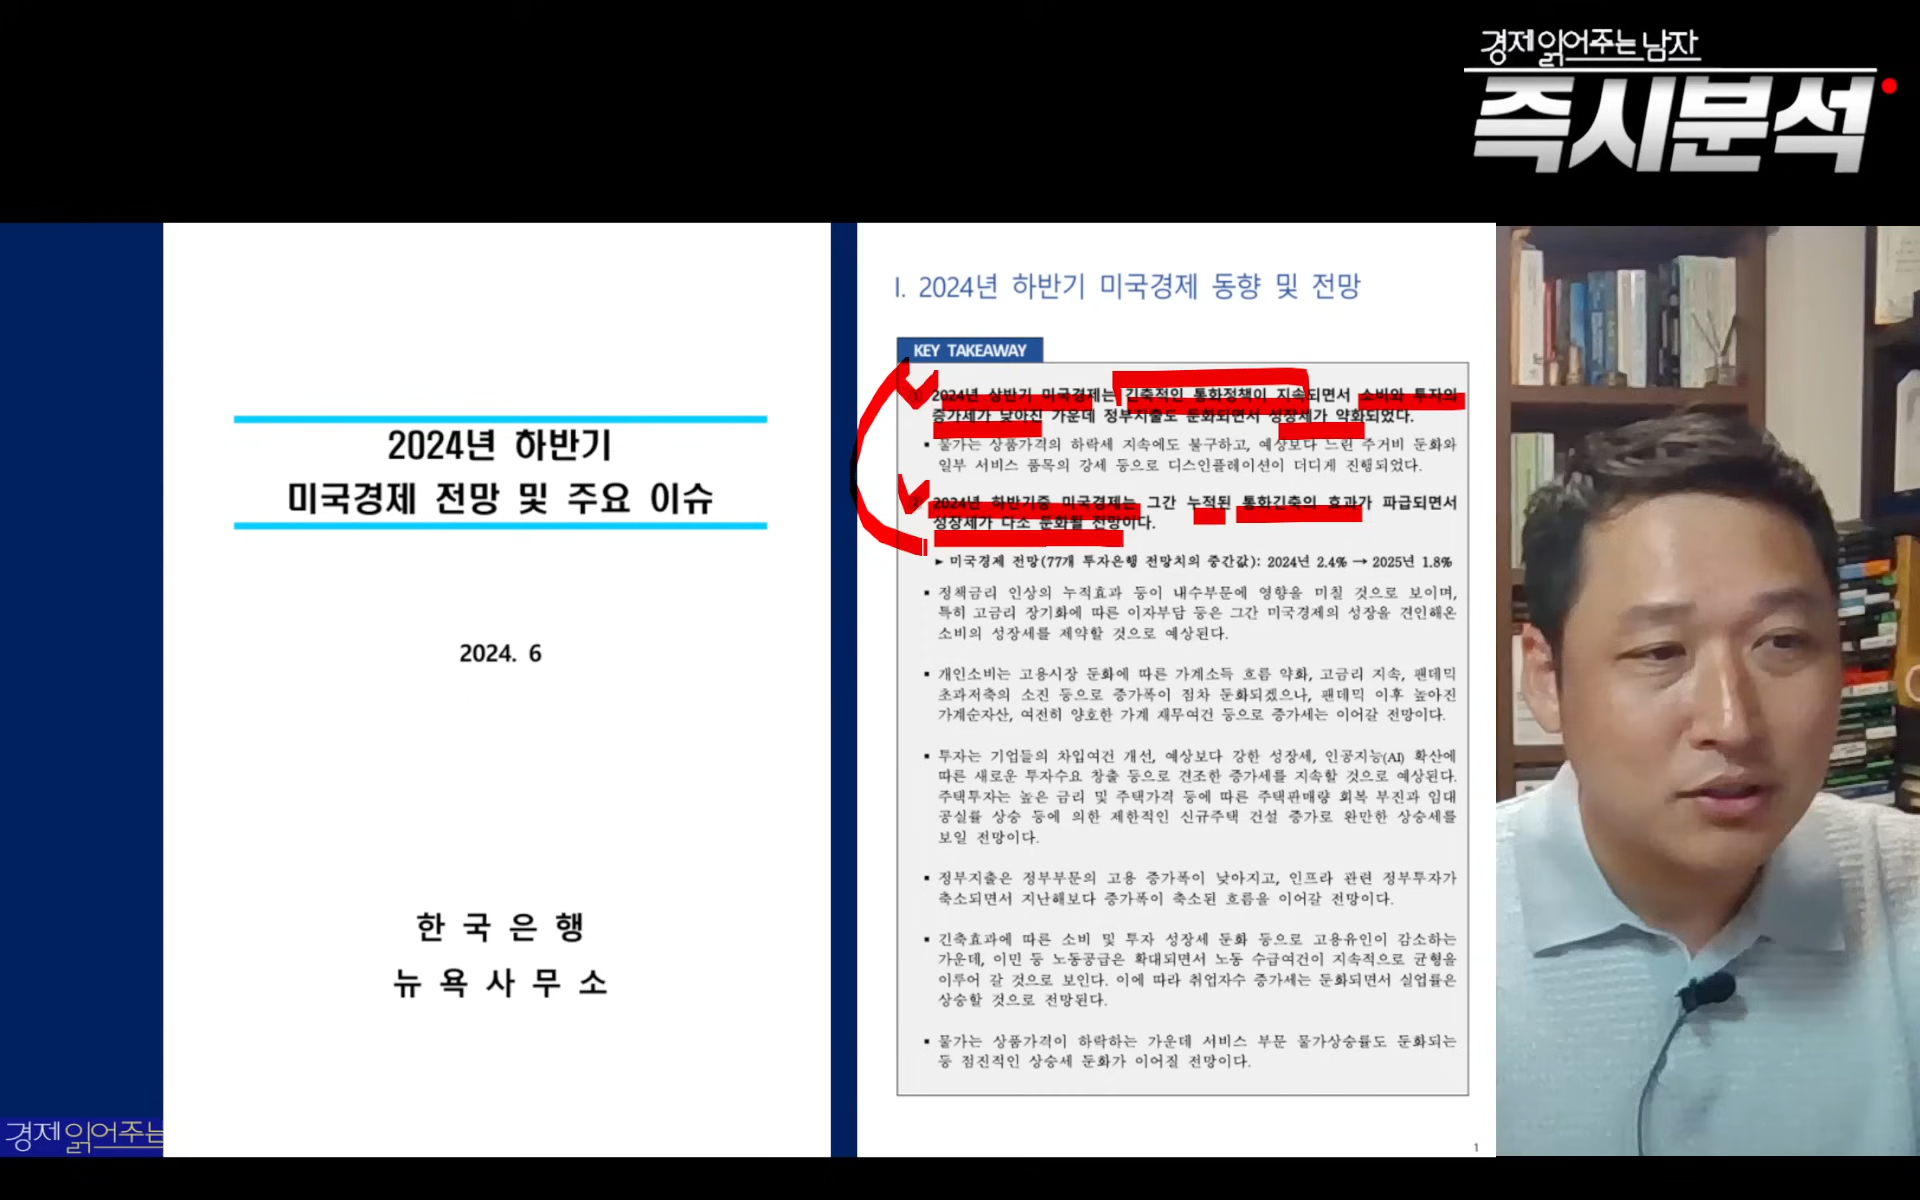 경제읽어주는남자
즉시분석
2024년 하반기
미국경제 전망 및 주요 이슈
2024. 6
한국은행
뉴욕사무소
경제읽어주는
I. 2024년 하반기 미국경제 동향 및 전망
KEY TAKEAWAY
2024년 상반기 미국경제는 긴축적인 통화정책이 지속되면서 소비와 투자의
증가세가 낮아진 가운데 정부지출도 둔화되면서 성장세가 약화되었다.
▪ 물가는 상품가격의 하락세 지속에도 불구하고, 예상보다 느린 주거비 둔화와
일부 서비스 품목의 강세 등으로 디스인플레이션이 더디게 진행되었다.
2024년 하반기중 미국경제는 그간 누적된 통화긴축의 효과가 파급되면서
성장세가 다소 둔화될 전망이다.
► 미국경제 전망(77개 투자은행 전망치의 중간값): 2024년 2.4% → 2025년 1.8%
▪ 정책금리 인상의 누적효과 등이 내수부문에 영향을 미칠 것으로 보이며,
특히 고금리 장기화에 따른 이자부담 등은 그간 미국경제의 성장을 견인해온
소비의 성장세를 제약할 것으로 예상된다.
▪ 개인소비는 고용시장 둔화에 따른 가계소득 흐름 약화, 고금리 지속, 팬데믹
초과저축의 소진 등으로 증가폭이 점차 둔화되겠으나, 팬데믹 이후 높아진
가계순자산, 여전히 양호한 가계 재무여건 등으로 증가세는 이어갈 전망이다.
▪ 투자는 기업들의 차입여건 개선, 예상보다 강한 성장세, 인공지능(AI) 확산에
따른 새로운 투자수요 창출 등으로 견조한 증가세를 지속할 것으로 예상된다.
주택투자는 높은 금리 및 주택가격 등에 따른 주택판매량 회복 부진과 임대
공실률 상승 등에 의한 제한적인 신규주택 건설 증가로 완만한 상승세를
보일 전망이다.
▪ 정부지출은 정부부문의 고용 증가폭이 낮아지고, 인프라 관련 정부투자가
축소되면서 지난해보다 증가폭이 축소된 흐름을 이어갈 전망이다.
▪ 긴축효과에 따른 소비 및 투자 성장세 둔화 등으로 고용유인이 감소하는
가운데, 이민 등 노동공급은 확대되면서 노동 수급여건이 지속적으로 균형을
이루어 갈 것으로 보인다. 이에 따라 취업자수 증가세는 둔화되면서 실업률은
상승할 것으로 전망된다.
▪ 물가는 상품가격이 하락하는 가운데 서비스 부문 물가상승률도 둔화되는
등 점진적인 상승세 둔화가 이어질 전망이다.
1